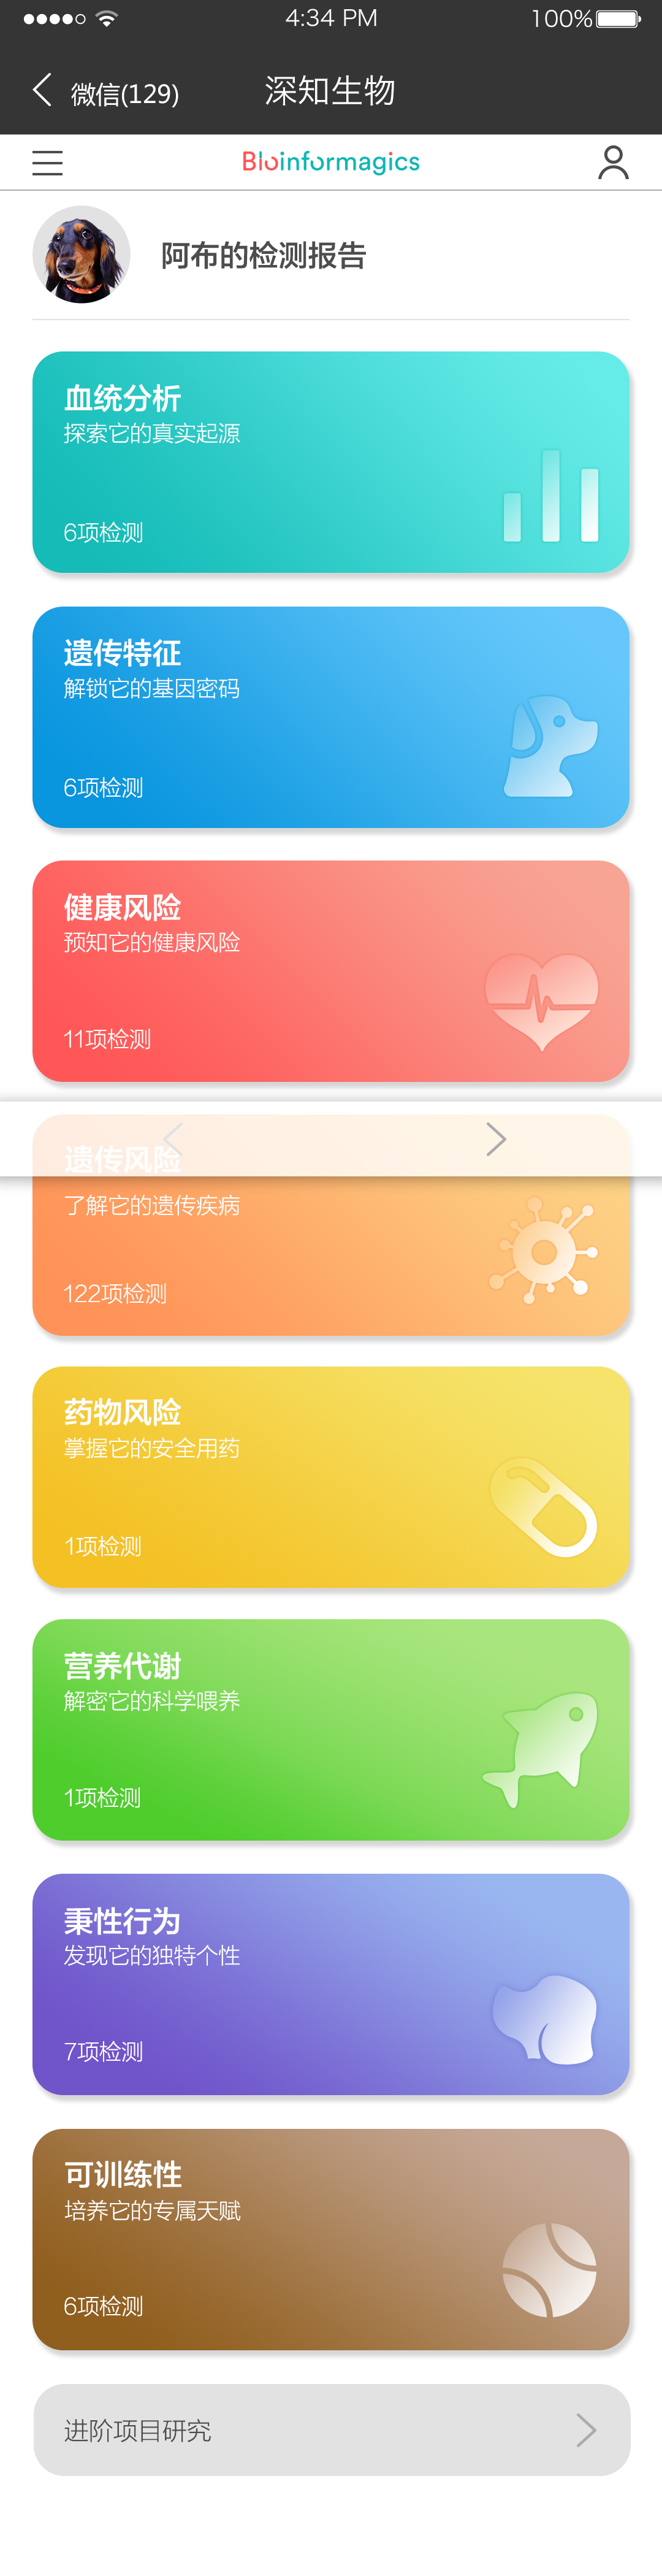 4:34 PM
100%
微信(129)
深知生物
Bioinformagics
阿布的检测报告
血统分析
探索它的真实起源
6项检测
遗传特征
解锁它的基因密码
6项检测
健康风险
预知它的健康风险
11项检测
遗传风险
了解它的遗传疾病
122项检测
药物风险
掌握它的安全用药
1项检测
营养代谢
解密它的科学喂养
1项检测
秉性行为
发现它的独特个性
7项检测
可训练性
培养它的专属天赋
6项检测
进阶项目研究